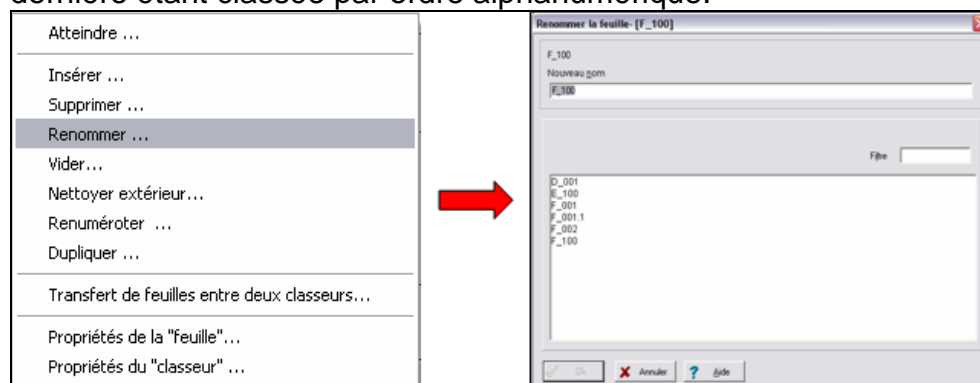 dernière étant classée par ordre alphanumérique.
Atteindre ...
Insérer ...
Supprimer ...
Renommer ...
Vider...
Nettoyer extérieur...
Renuméroter ...
Dupliquer ...
Transfert de feuilles entre deux classeurs...
Propriétés de la "feuille"...
Propriétés du "classeur" ...
Renommer la feuille- [F_100]
F_100
Nouveau nom
F_100
Filtre
D_001
E_100
F_001
F_001.1
F_002
F_100
Ok
Annuler
Aide